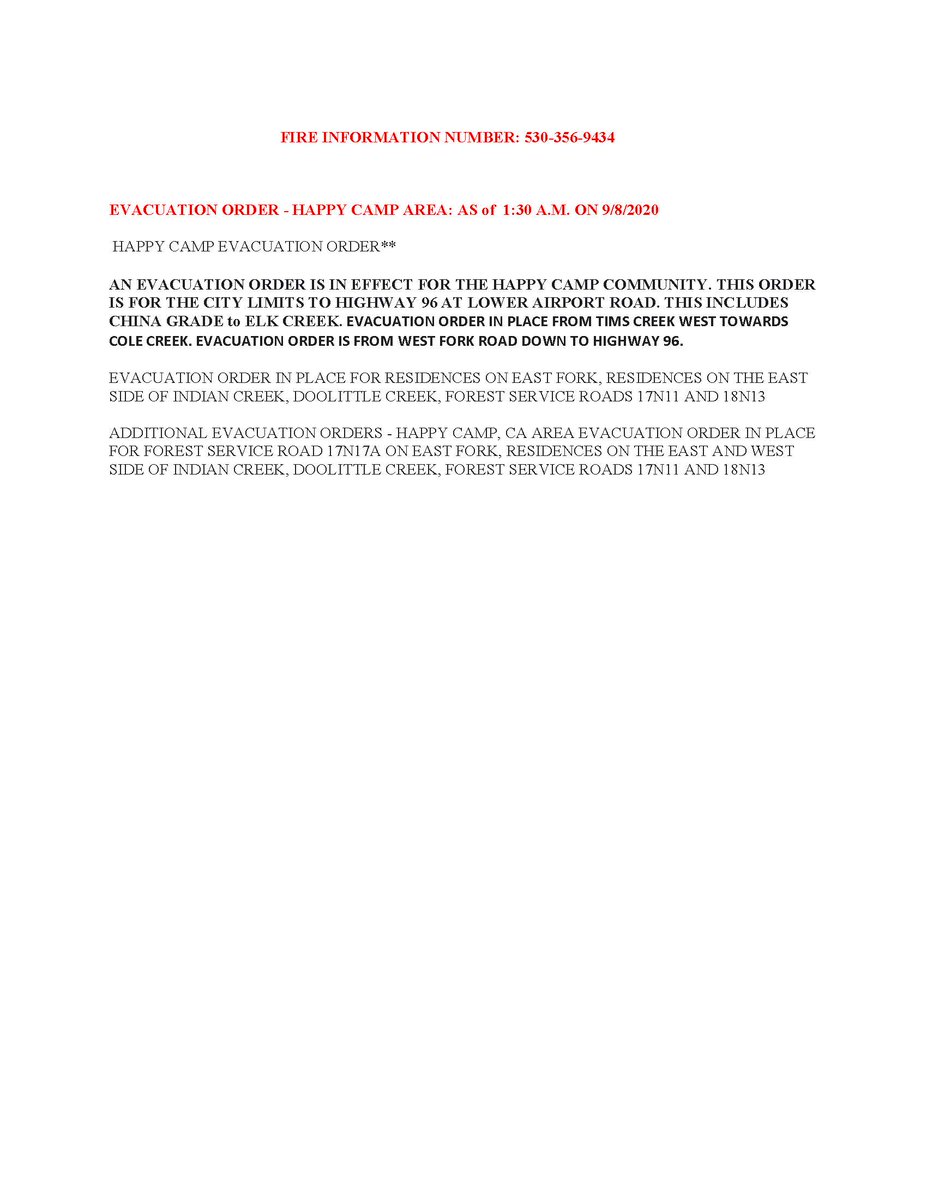 FIRE INFORMATION NUMBER: 530-356-9434
EVACUATION ORDER - HAPPY CAMP AREA: AS of 1:30 A.M. ON 9/8/2020
HAPPY CAMP EVACUATION ORDER**
AN EVACUATION ORDER IS IN EFFECT FOR THE HAPPY CAMP COMMUNITY. THIS ORDER
IS FOR THE CITY LIMITS TO HIGHWAY 96 AT LOWER AIRPORT ROAD. THIS INCLUDES
CHINA GRADE to ELK CREEK. EVACUATION ORDER IN PLACE FROM TIMS CREEK WEST TOWARDS
COLE CREEK. EVACUATION ORDER IS FROM WEST FORK ROAD DOWN TO HIGHWAY 96.
EVACUATION ORDER IN PLACE FOR RESIDENCES ON EAST FORK, RESIDENCES ON THE EAST
SIDE OF INDIAN CREEK, DOOLITTLE CREEK, FOREST SERVICE ROADS 17N11 AND 18N13
ADDITIONAL EVACUATION ORDERS - HAPPY CAMP, CA AREA EVACUATION ORDER IN PLACE
FOR FOREST SERVICE ROAD 17N17A ON EAST FORK, RESIDENCES ON THE EAST AND WEST
SIDE OF INDIAN CREEK, DOOLITTLE CREEK, FOREST SERVICE ROADS 17N11 AND 18N13